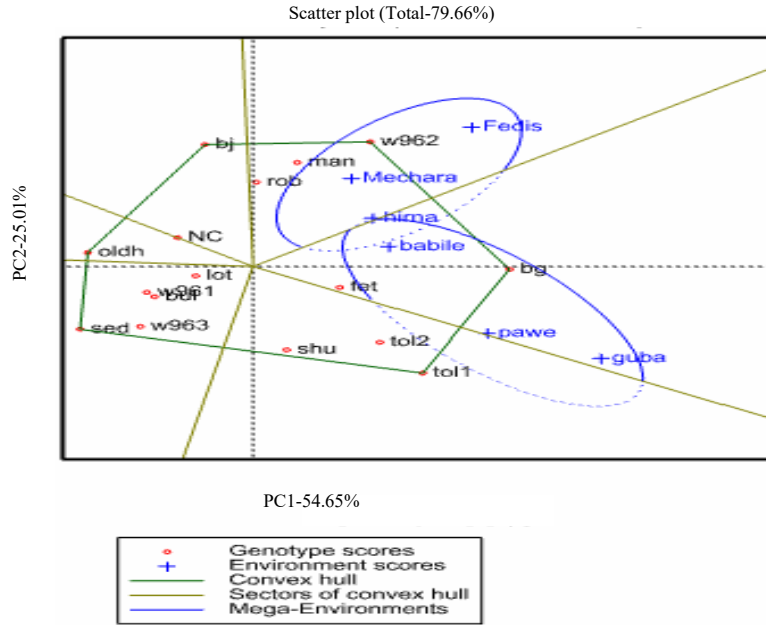 Scatter plot (Total-79.66%)
PC2-25.01%
Fedis
bj
w962
man
Mechara
rob
hirna
NC
babile
oldh
bg
lot
fet
w961
bul
sed
w963
pawe
tol2
shu
guba
tol1
PC1-54.65%
Genotype scores
Environment scores
Convex hull
Sectors of convex hull
Mega-Environments